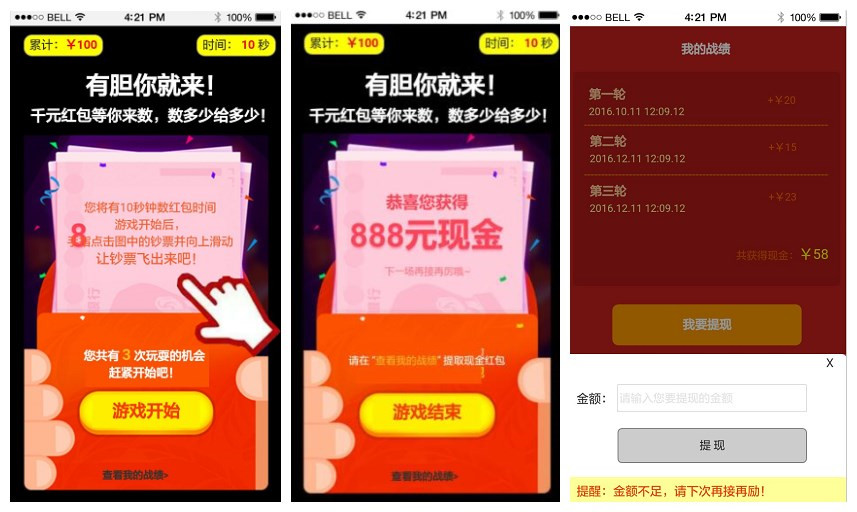 ●●●○○ BELL 4:21 PM 100%
累计：￥100
时间：10 秒
有胆你就来！
千元红包等你来数，数多少给多少！
您将有10秒钟数红包时间
游戏开始后，
8
点击图中的钞票并向上滑动
让钞票飞出来吧！
您共有 3 次玩耍的机会
赶紧开始吧！
游戏开始
查看我的战绩>
●●●○○ BELL 4:21 PM 100%
累计：￥100
时间：10 秒
有胆你就来！
千元红包等你来数，数多少给多少！
恭喜您获得
888元现金
下一场再接再厉哦~
请在“查看我的战绩”提取现金红包
游戏结束
查看我的战绩>
●●●○○ BELL 4:21 PM 100%
我的战绩
第一轮
+￥20
2016.10.11 12:09.12
第二轮
+￥15
2016.12.11 12:09.12
第三轮
+￥23
2016.12.11 12:09.12
共获得现金：￥58
我要提现
X
金额：
请输入您要提现的金额
提 现
提醒：金额不足，请下次再接再励！